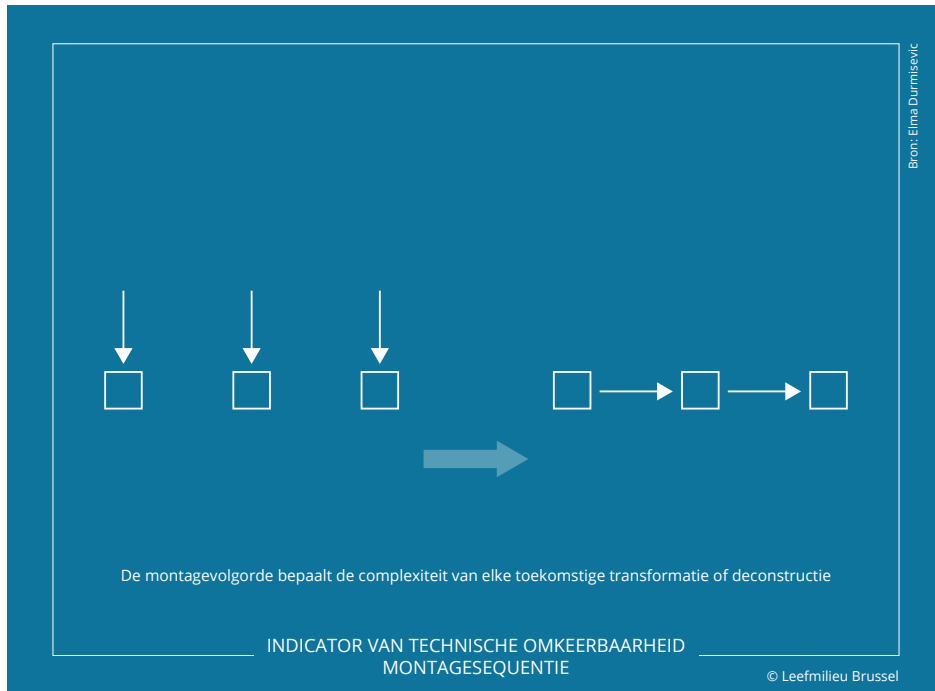 Bron: Elma Durmisevic
De montagevolgorde bepaalt de complexiteit van elke toekomstige transformatie of deconstructie
INDICATOR VAN TECHNISCHE OMKEERBAARHEID
MONTAGESEQUENTIE
© Leefmilieu Brussel